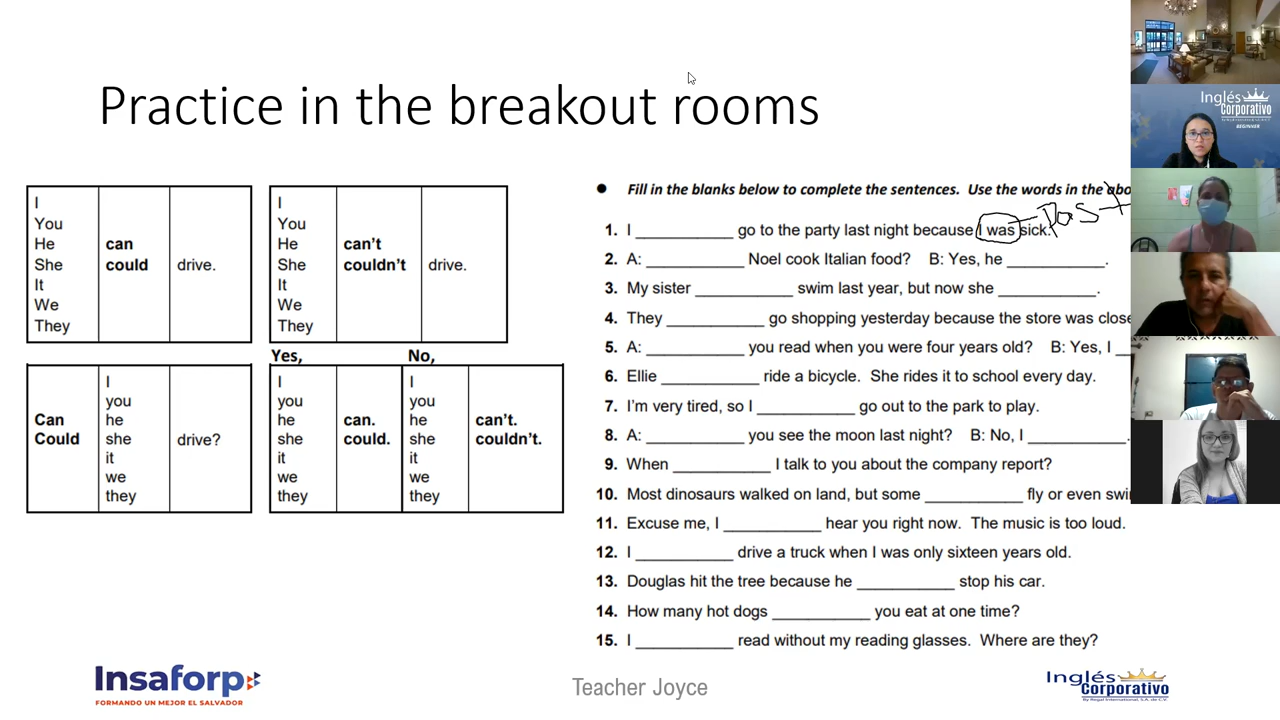 Practice in the breakout rooms
I
You
He
She
It
We
They
can
could
drive.
I
You
He
She
It
We
They
can't
couldn't
drive.
Can
Could
I
you
he
she
it
we
they
drive?
Yes,
I
you
he
she
it
we
they
can.
could.
No,
I
you
he
she
it
we
they
can't.
couldn't.
● Fill in the blanks below to complete the sentences. Use the words in the abo
Past
1. I ___________ go to the party last night because I was sick.
2. A: ___________ Noel cook Italian food? B: Yes, he ___________.
3. My sister ___________ swim last year, but now she ___________.
4. They ___________ go shopping yesterday because the store was close
5. A: ___________ you read when you were four years old? B: Yes, I __
6. Ellie ___________ ride a bicycle. She rides it to school every day.
7. I'm very tired, so I ___________ go out to the park to play.
8. A: ___________ you see the moon last night? B: No, I ___________.
9. When ___________ I talk to you about the company report?
10. Most dinosaurs walked on land, but some ___________ fly or even swi
11. Excuse me, I ___________ hear you right now. The music is too loud.
12. I ___________ drive a truck when I was only sixteen years old.
13. Douglas hit the tree because he ___________ stop his car.
14. How many hot dogs ___________ you eat at one time?
15. I ___________ read without my reading glasses. Where are they?
Insaforp
FORMANDO UN MEJOR EL SALVADOR
Teacher Joyce
Inglés
Corporativo
By Regal International, S.A. de C.V.
Inglés
Corporativo
BEGINNER